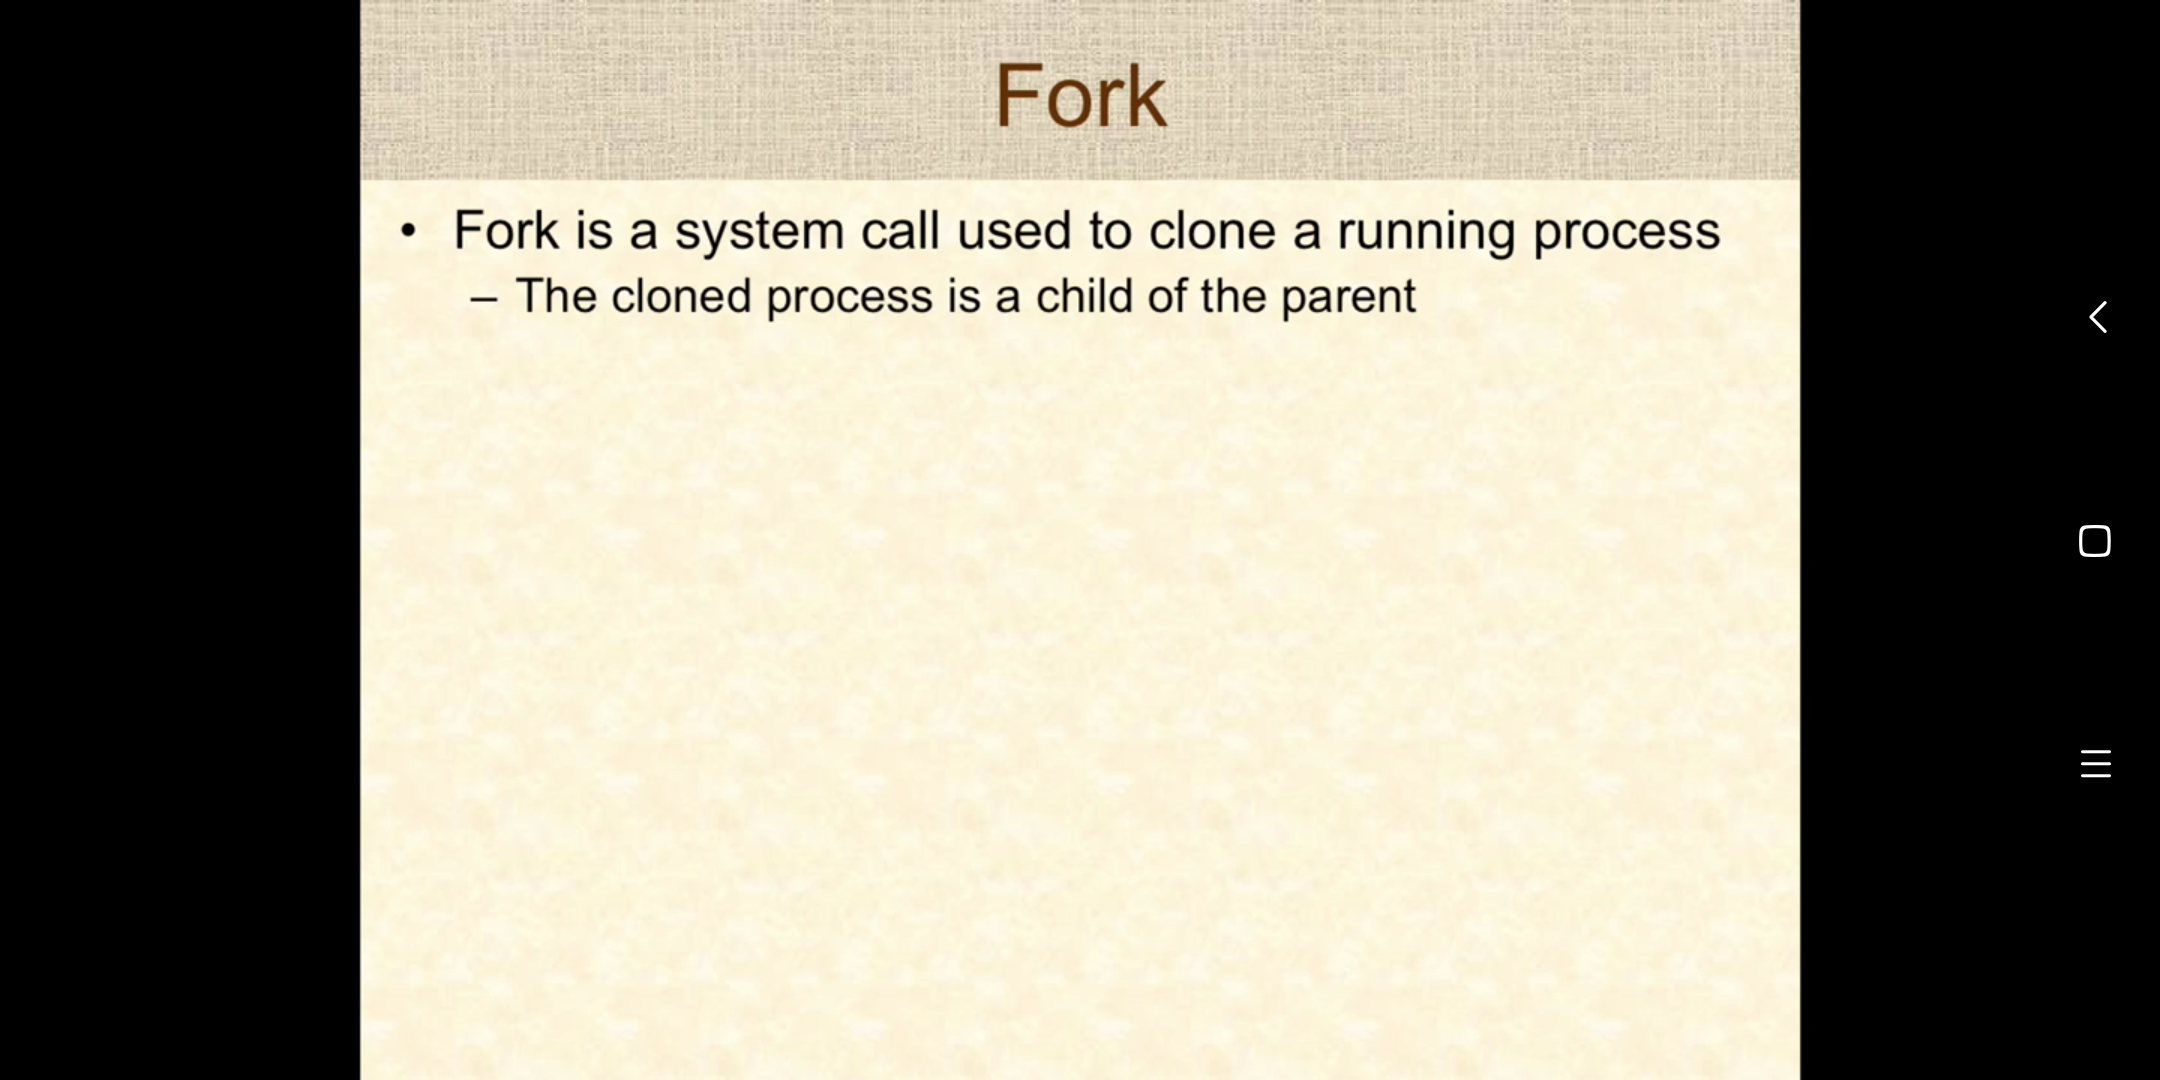 Fork
• Fork is a system call used to clone a running process
– The cloned process is a child of the parent